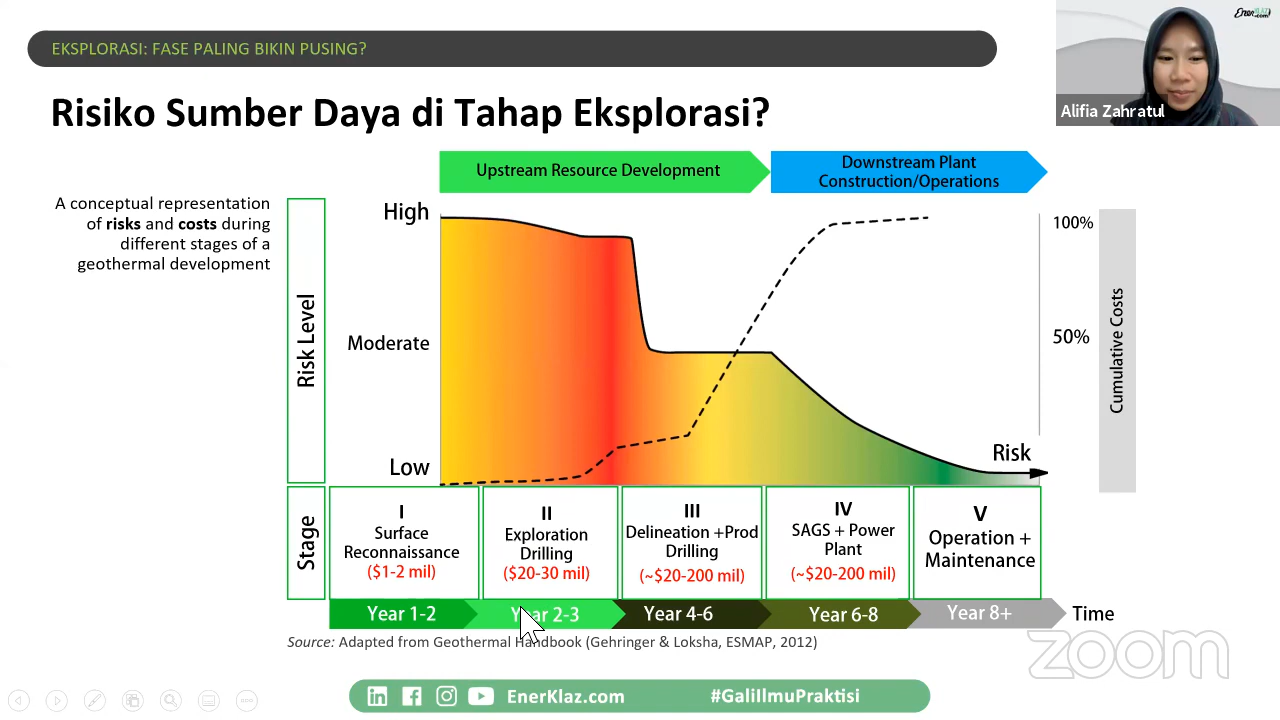 EKSPLORASI: FASE PALING BIKIN PUSING?
EnerKLAZ
.com
Alifia Zahratul
Risiko Sumber Daya di Tahap Eksplorasi?
Upstream Resource Development
Downstream Plant
Construction/Operations
A conceptual representation
of risks and costs during
different stages of a
geothermal development
Risk Level
High
Moderate
Low
100%
50%
Cumulative Costs
Risk
Stage
I
Surface
Reconnaissance
($1-2 mil)
II
Exploration
Drilling
($20-30 mil)
III
Delineation +Prod
Drilling
(~$20-200 mil)
IV
SAGS + Power
Plant
(~$20-200 mil)
V
Operation +
Maintenance
Year 1-2
Year 2-3
Year 4-6
Year 6-8
Year 8+
Time
Source: Adapted from Geothermal Handbook (Gehringer & Loksha, ESMAP, 2012)
zoom
EnerKlaz.com
#GaliIlmuPraktisi